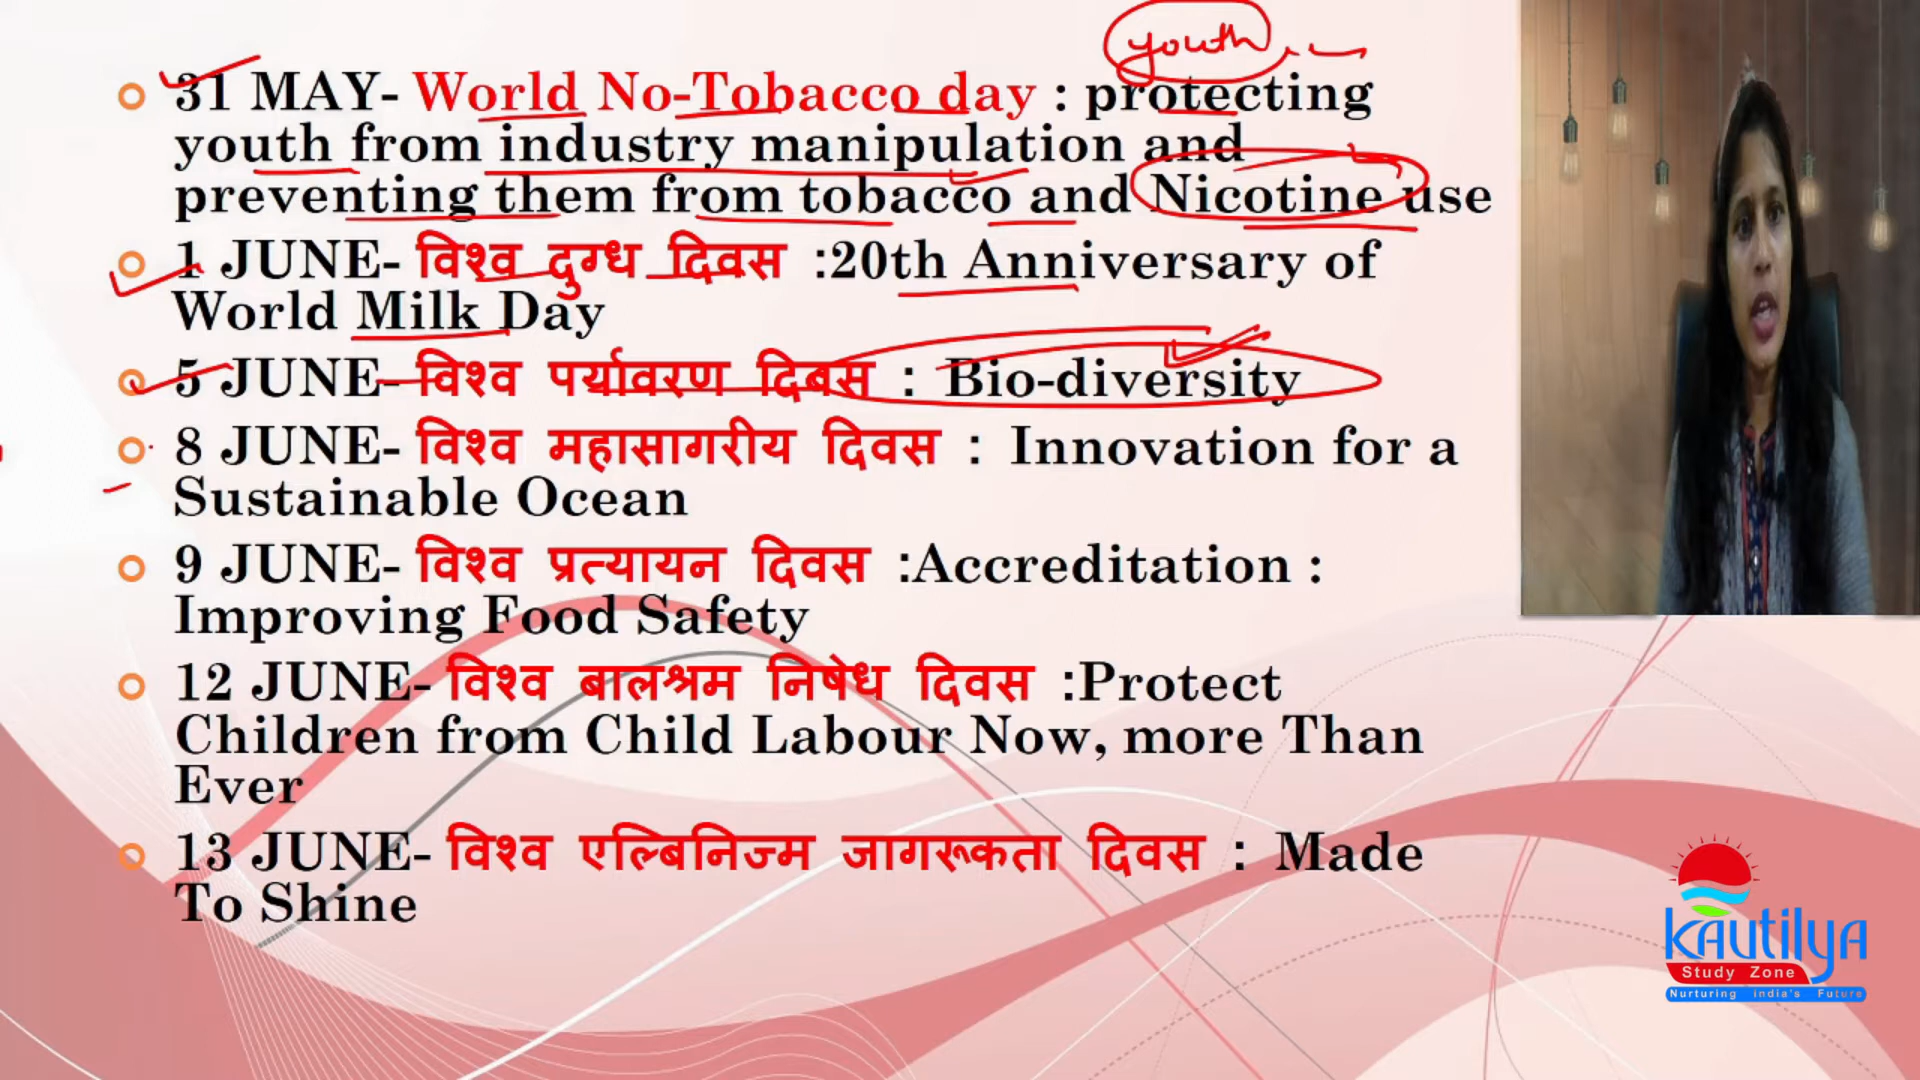 youth
31 MAY- World No-Tobacco day : protecting
youth from industry manipulation and
preventing them from tobacco and Nicotine use
1 JUNE- विश्व दुग्ध दिवस :20th Anniversary of
World Milk Day
5 JUNE- विश्व पर्यावरण दिवस : Bio-diversity
8 JUNE- विश्व महासागरीय दिवस : Innovation for a
Sustainable Ocean
9 JUNE- विश्व प्रत्यायन दिवस :Accreditation :
Improving Food Safety
12 JUNE- विश्व बालश्रम निषेध दिवस :Protect
Children from Child Labour Now, more Than
Ever
13 JUNE- विश्व एल्बिनिज्म जागरूकता दिवस : Made
To Shine
Kautilya
Study Zone
Nurturing India's Future